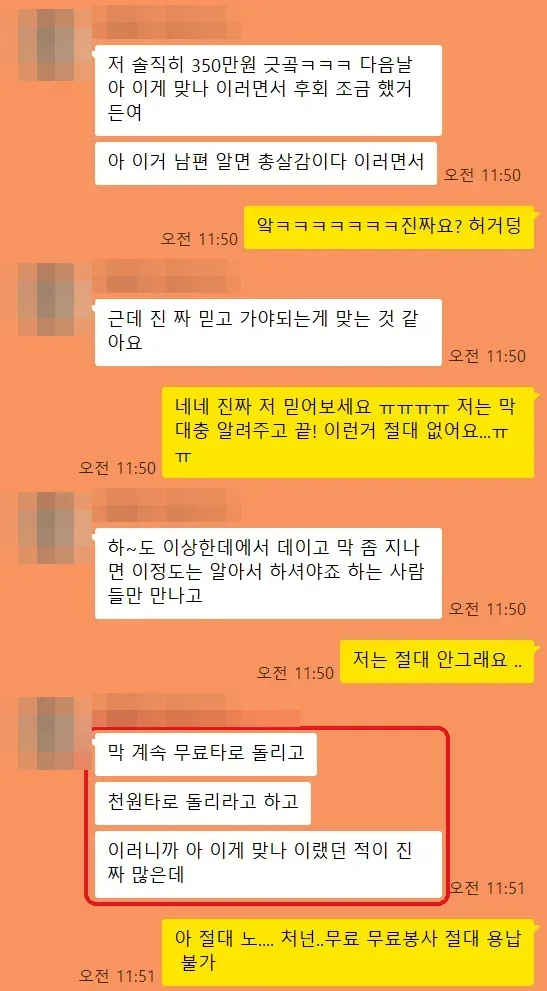 저 솔직히 350만원 긋곸ㅋㅋㅋ 다음날
아 이게 맞나 이러면서 후회 조금 했거
든여
아 이거 남편 알면 총살감이다 이러면서
오전 11:50
악ㅋㅋㅋㅋㅋㅋㅋ진짜요? 허거덩
오전 11:50
근데 진 짜 믿고 가야되는게 맞는 것 같
아요
오전 11:50
네네 진짜 저 믿어보세요 ㅠㅠㅠㅠ 저는 막
대충 알려주고 끝! 이런거 절대 없어요...ㅠ
ㅠ
오전 11:50
하~도 이상한데에서 데이고 막 좀 지나
면 이정도는 알아서 하셔야죠 하는 사람
들만 만나고
오전 11:50
저는 절대 안그래요 ..
오전 11:50
막 계속 무료타로 돌리고
천원타로 돌리라고 하고
이러니까 아 이게 맞나 이랬던 적이 진
짜 많은데
오전 11:51
아 절대 노.... 처넌..무료 무료봉사 절대 용납
불가
오전 11:51